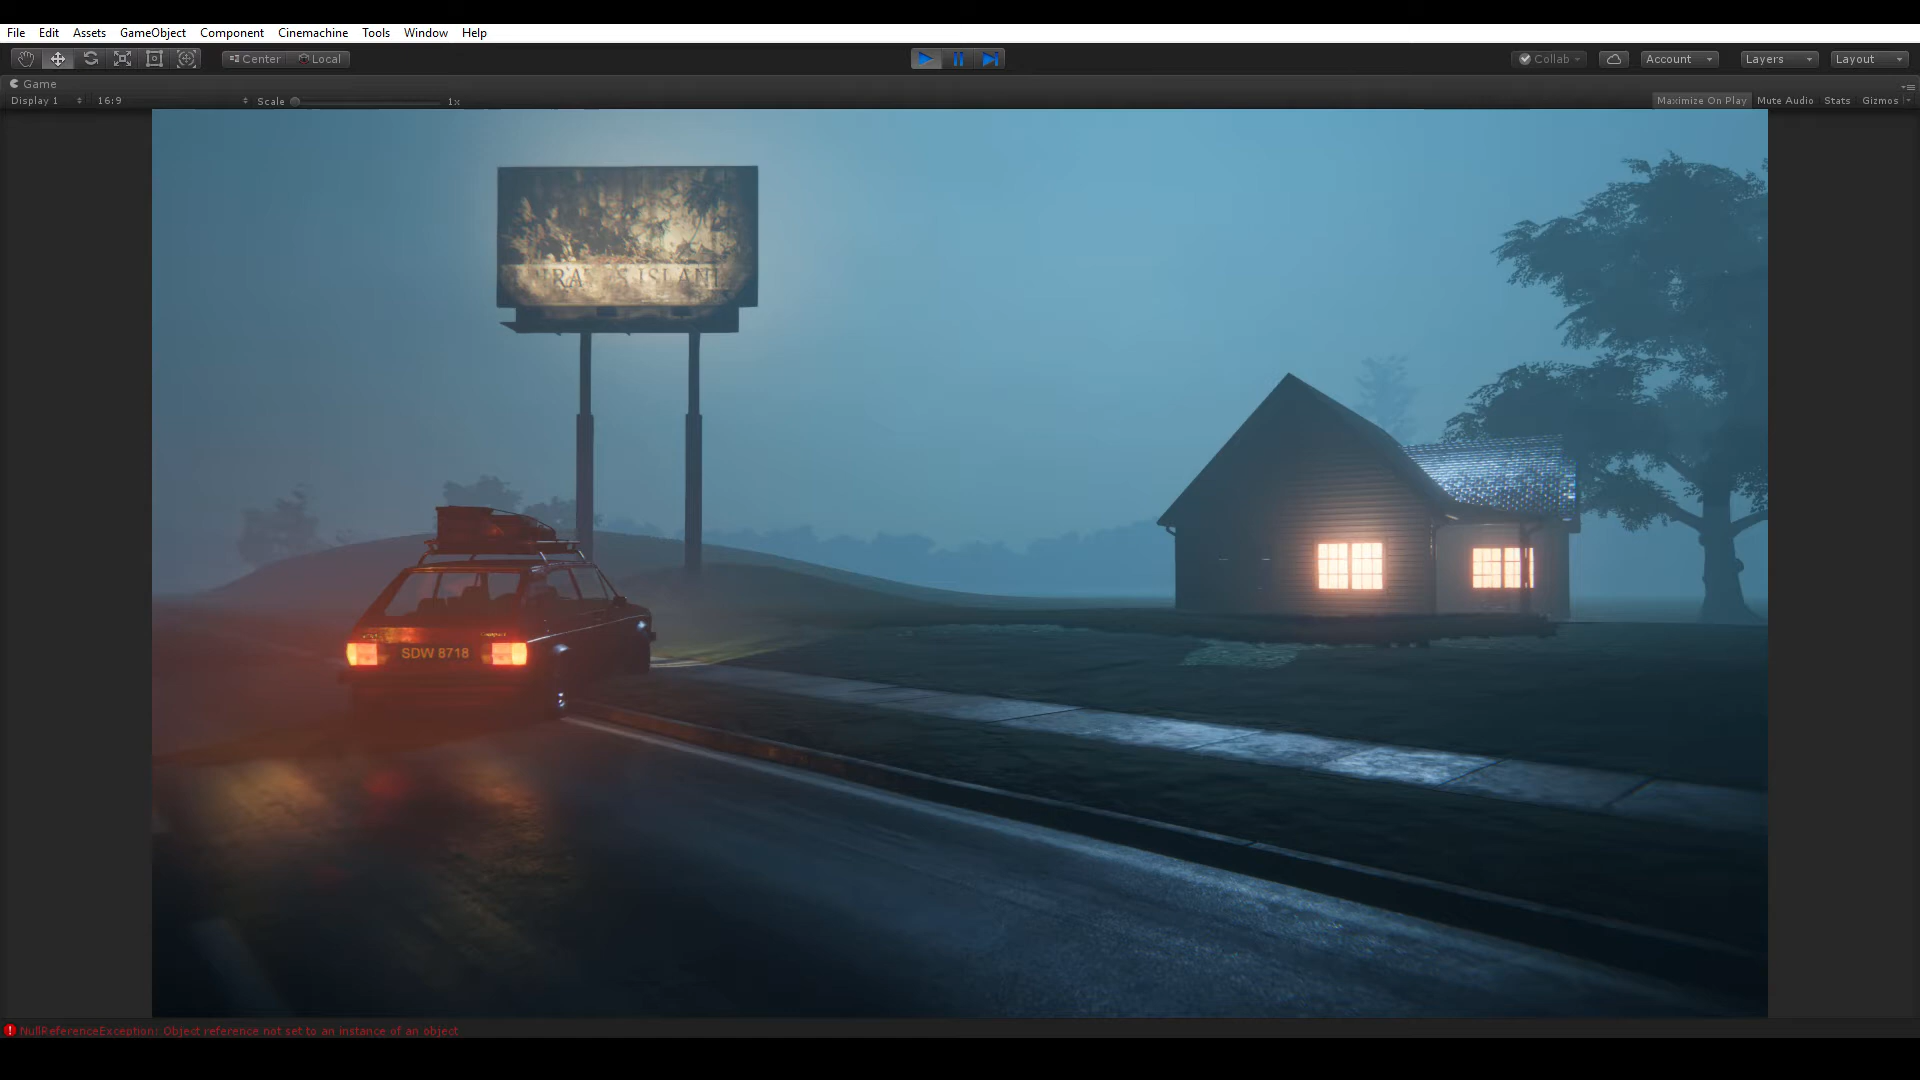 File Edit Assets GameObject Component Cinemachine Tools Window Help
Center Local Collab Account Layers Layout
Game
Display 1 16:9 Scale 1x Maximize On Play Mute Audio Stats Gizmos
SDW 8718
NullReferenceException: Object reference not set to an instance of an object